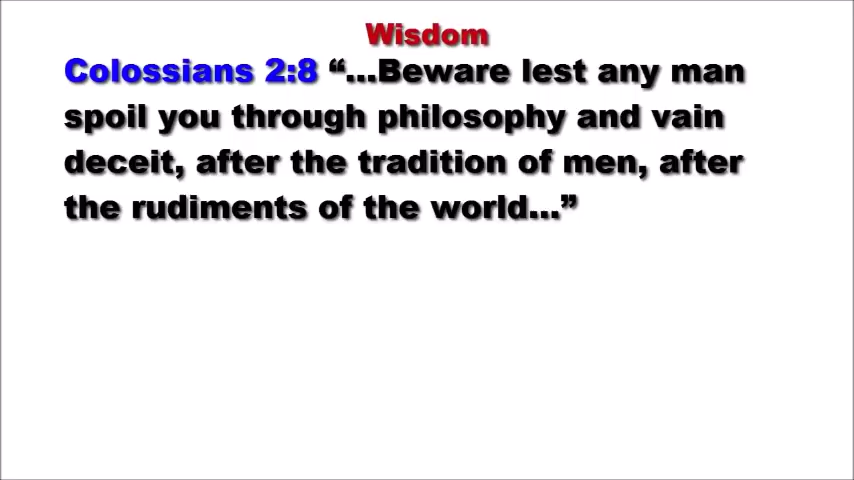 Wisdom
Colossians 2:8 “...Beware lest any man
spoil you through philosophy and vain
deceit, after the tradition of men, after
the rudiments of the world...”